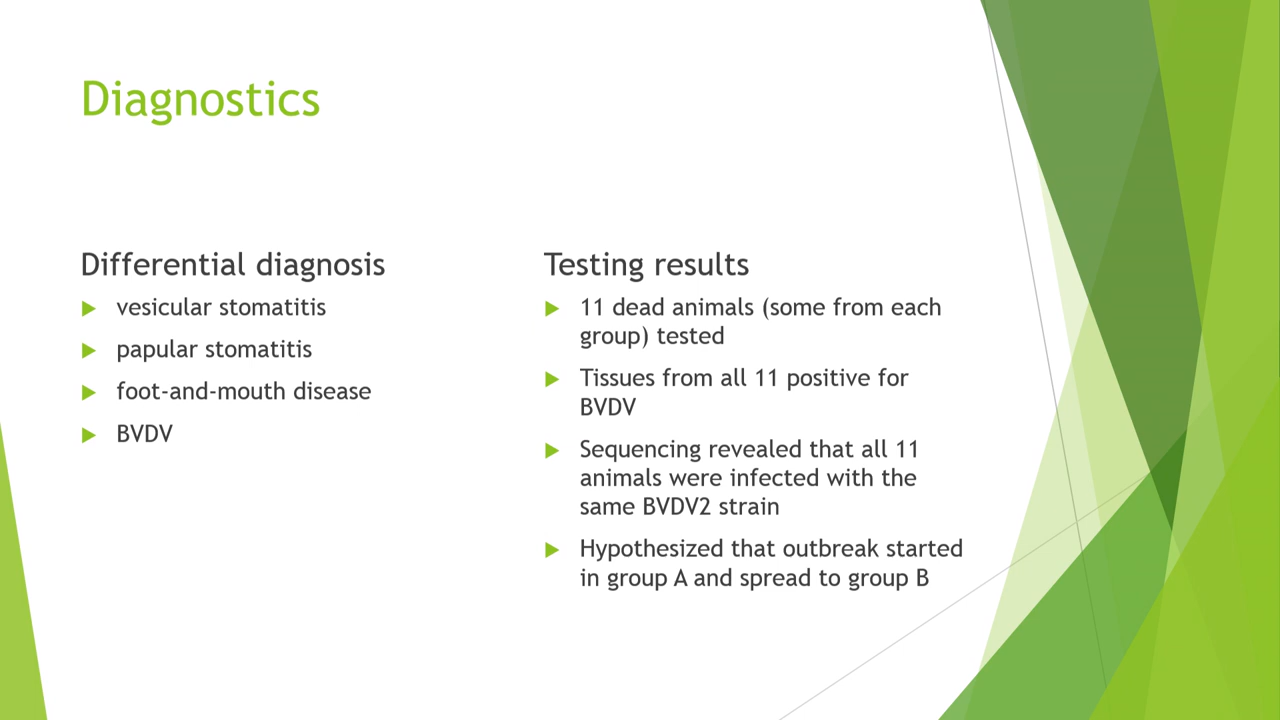 Diagnostics
Differential diagnosis
vesicular stomatitis
papular stomatitis
foot-and-mouth disease
BVDV
Testing results
11 dead animals (some from each
group) tested
Tissues from all 11 positive for
BVDV
Sequencing revealed that all 11
animals were infected with the
same BVDV2 strain
Hypothesized that outbreak started
in group A and spread to group B